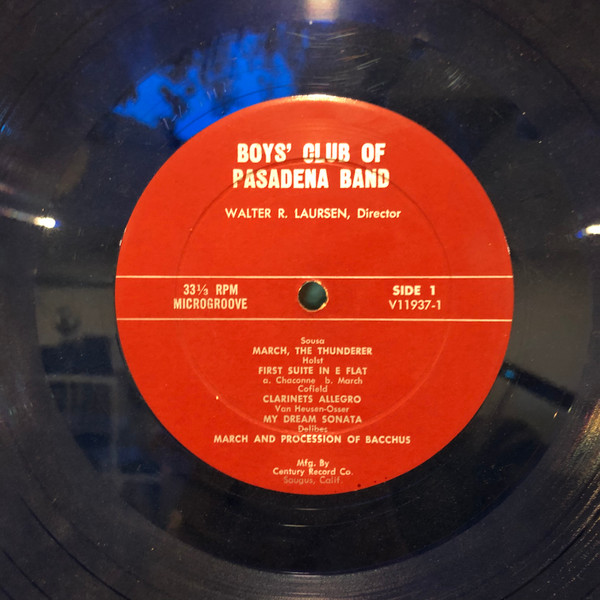 BOYS' CLUB OF
PASADENA BAND
WALTER R. LAURSEN, Director
33⅓ RPM
MICROGROOVE
SIDE 1
V11937-1
Sousa
MARCH, THE THUNDERER
Holst
FIRST SUITE IN E FLAT
a. Chaconne b. March
Cofield
CLARINETS ALLEGRO
Van Heusen-Osser
MY DREAM SONATA
Delibes
MARCH AND PROCESSION OF BACCHUS
Mfg. By
Century Record Co.
Saugus, Calif.